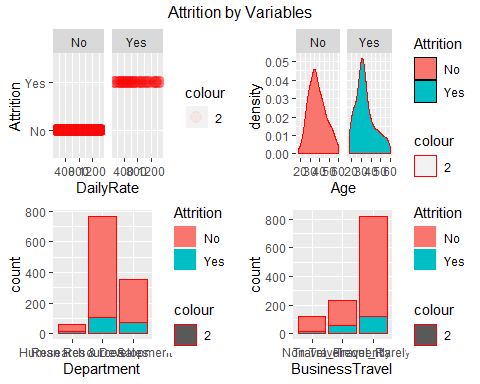 Attrition by Variables
No Yes
Attrition
Yes
No
DailyRate
colour
2
No Yes
density
0.05
0.04
0.03
0.02
0.01
0.00
Age
Attrition
No
Yes
colour
2
count
800
600
400
200
0
Department
Attrition
No
Yes
colour
2
count
800
600
400
200
0
BusinessTravel
Attrition
No
Yes
colour
2